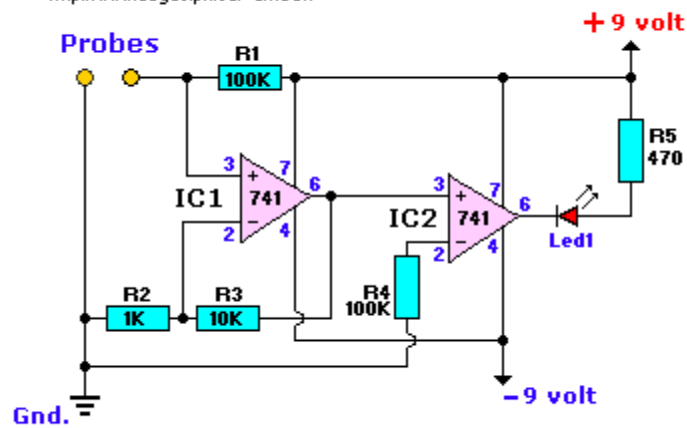 + 9 volt
Probes
R1
100K
R5
470
3
+
7
741
6
IC1
−
2
4
3
+
7
741
6
IC2
−
2
4
Led1
R2
1K
R3
10K
R4
100K
− 9 volt
Gnd.